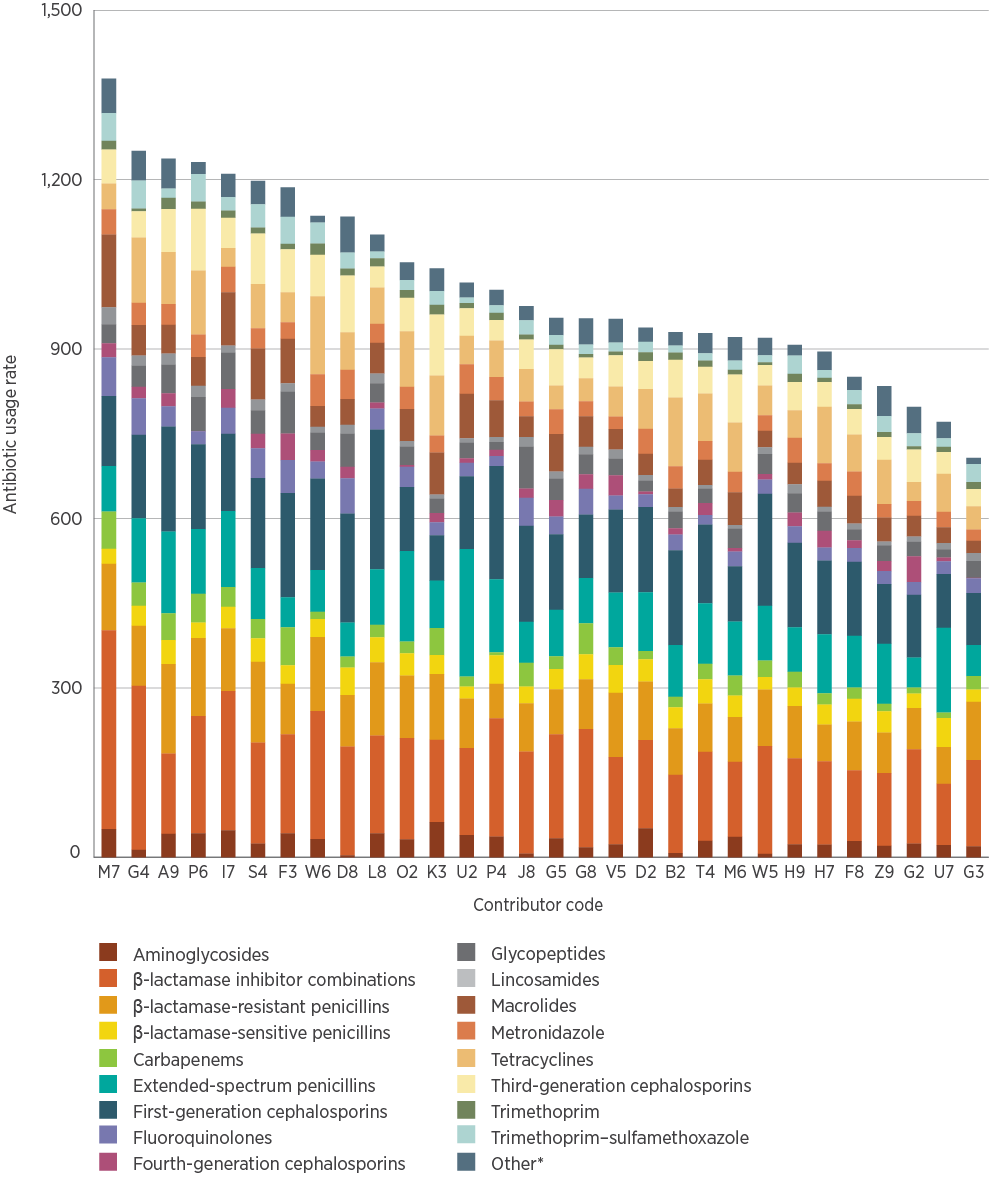 1,500
1,200
900
600
300
0
Antibiotic usage rate
M7 G4 A9 P6 I7 S4 F3 W6 D8 L8 O2 K3 U2 P4 J8 G5 G8 V5 D2 B2 T4 M6 W5 H9 H7 F8 Z9 G2 U7 G3
Contributor code
Aminoglycosides
β-lactamase inhibitor combinations
β-lactamase-resistant penicillins
β-lactamase-sensitive penicillins
Carbapenems
Extended-spectrum penicillins
First-generation cephalosporins
Fluoroquinolones
Fourth-generation cephalosporins
Glycopeptides
Lincosamides
Macrolides
Metronidazole
Tetracyclines
Third-generation cephalosporins
Trimethoprim
Trimethoprim–sulfamethoxazole
Other*